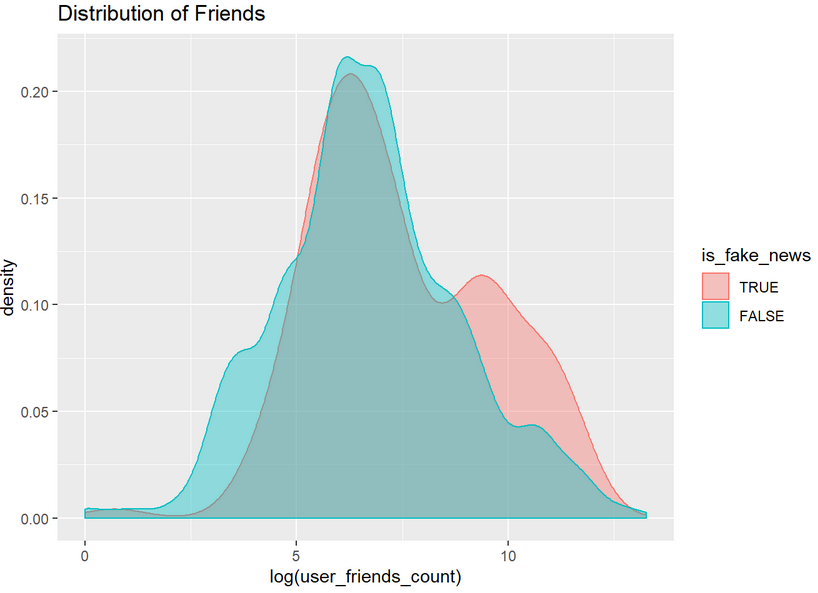 Distribution of Friends
0.20
0.15
0.10
0.05
0.00
density
0
5
10
log(user_friends_count)
is_fake_news
TRUE
FALSE